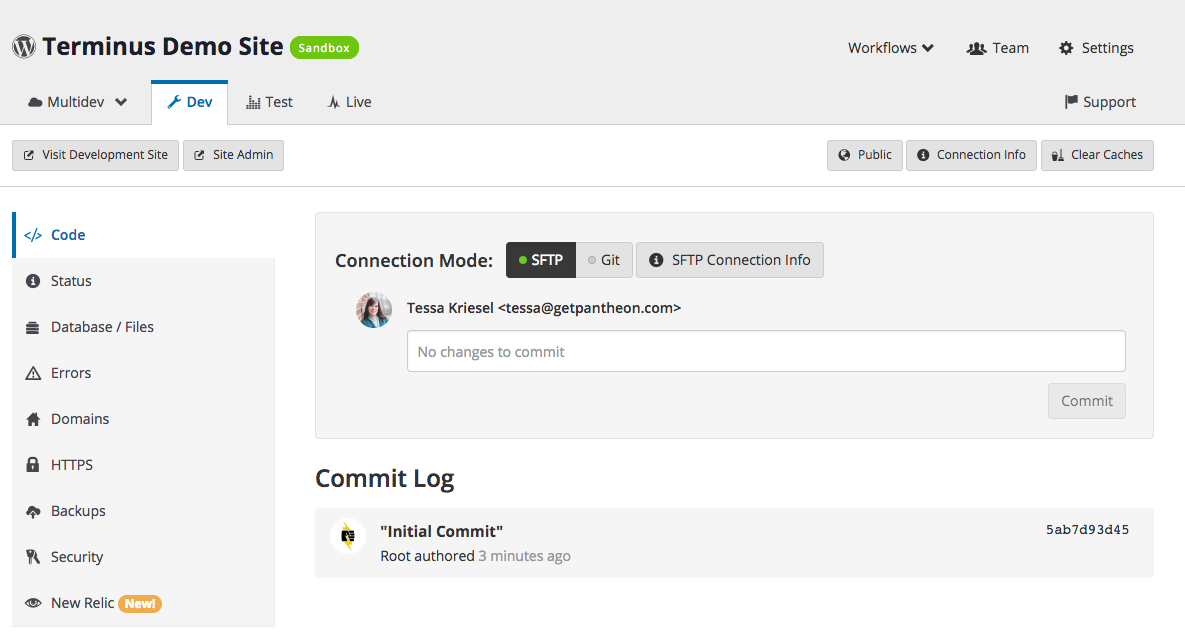 Terminus Demo Site Sandbox
Workflows Team Settings
Multidev Dev Test Live Support
Visit Development Site Site Admin Public Connection Info Clear Caches
Code
Status
Database / Files
Errors
Domains
HTTPS
Backups
Security
New Relic New!
Connection Mode: SFTP Git SFTP Connection Info
Tessa Kriesel <tessa@getpantheon.com>
No changes to commit
Commit
Commit Log
"Initial Commit" 5ab7d93d45
Root authored 3 minutes ago